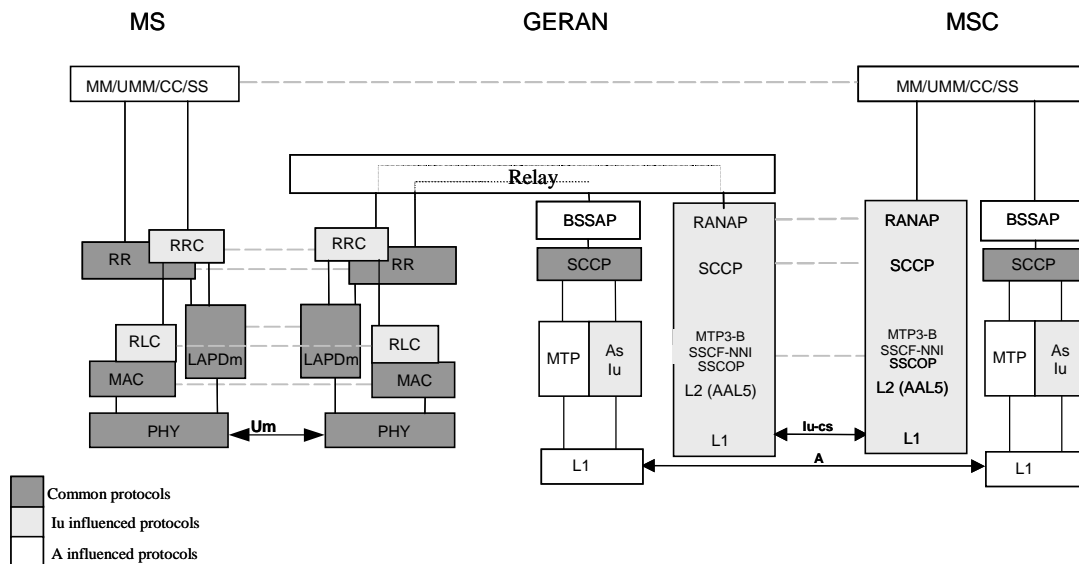 MS GERAN MSC
MM/UMM/CC/SS MM/UMM/CC/SS
Relay
RANAP RANAP
BSSAP BSSAP
RRC RRC
RR RR
SCCP SCCP SCCP SCCP
RLC LAPDm LAPDm RLC
MTP As Iu
MTP3-B
SSCF-NNI
SSCOP
MTP3-B
SSCF-NNI
SSCOP
MTP As Iu
MAC MAC
L2 (AAL5) L2 (AAL5)
PHY Um PHY
Iu-cs
L1 L1
A
L1 L1
Common protocols
Iu influenced protocols
A influenced protocols